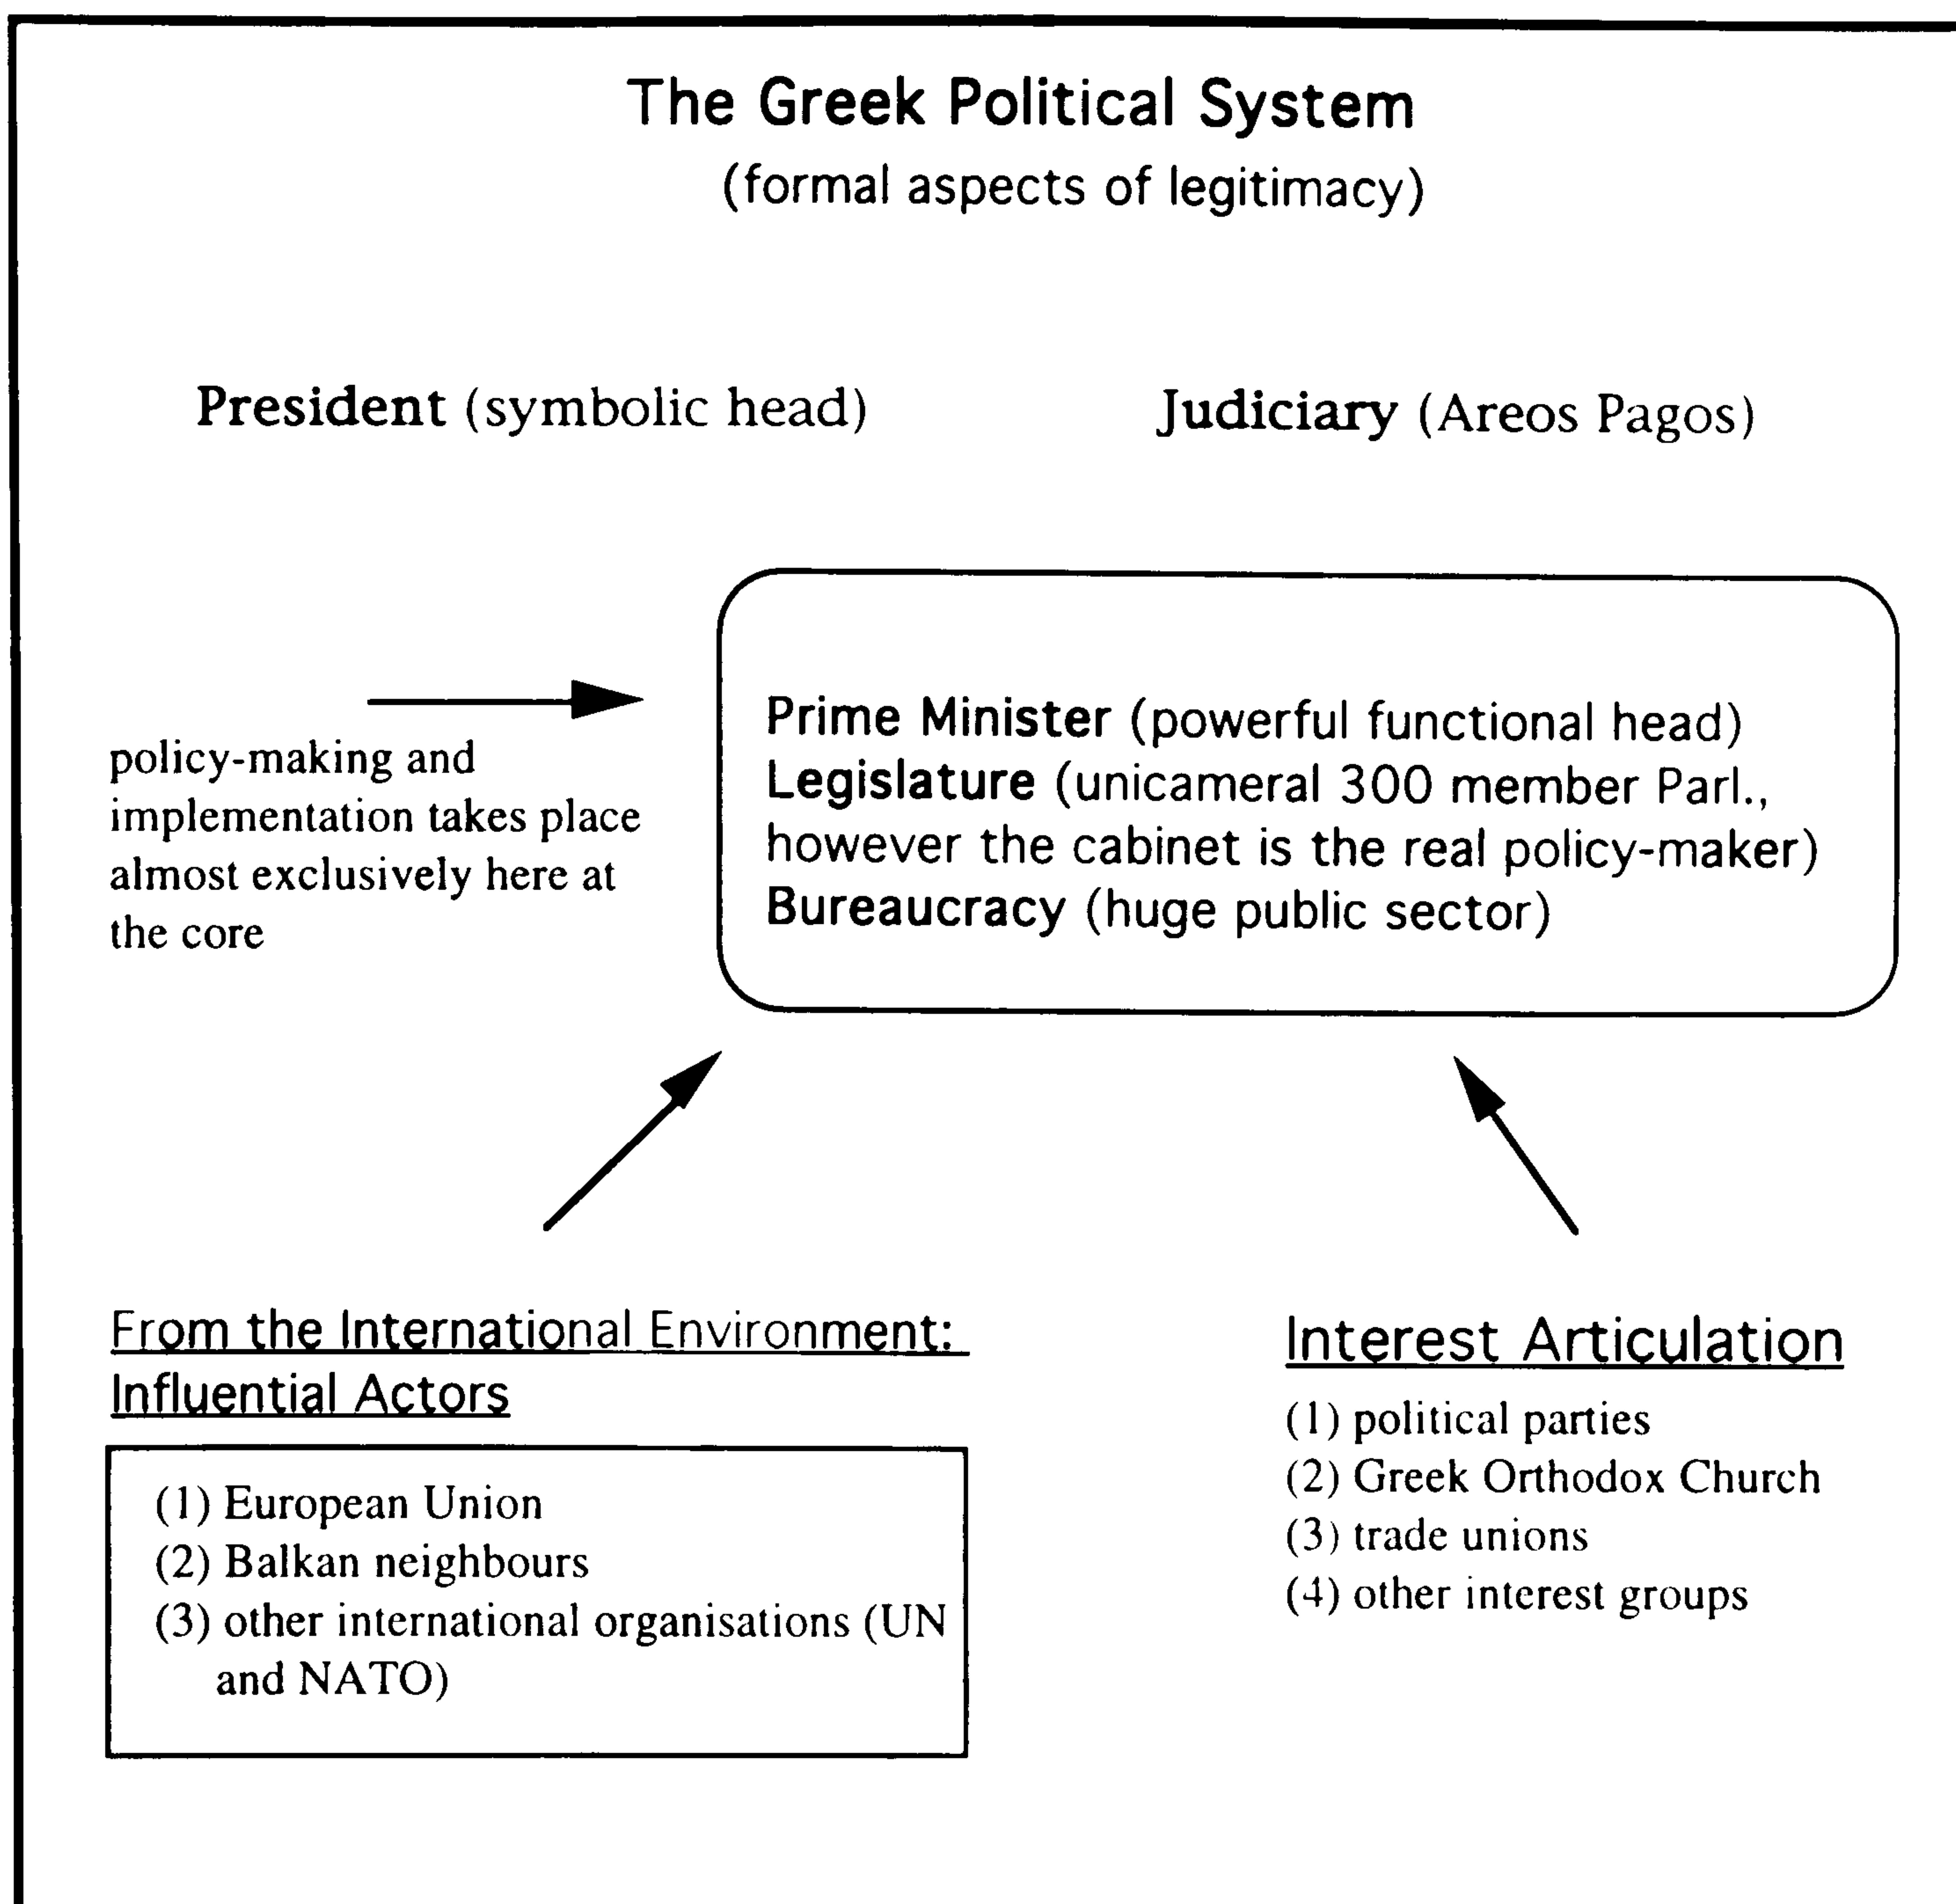 The Greek Political System
(formal aspects of legitimacy)
President (symbolic head)
Judiciary (Areos Pagos)
policy-making and
implementation takes place
almost exclusively here at
the core
Prime Minister (powerful functional head)
Legislature (unicameral 300 member Parl.,
however the cabinet is the real policy-maker)
Bureaucracy (huge public sector)
From the International Environment:
Influential Actors
(1) European Union
(2) Balkan neighbours
(3) other international organisations (UN
and NATO)
Interest Articulation
(1) political parties
(2) Greek Orthodox Church
(3) trade unions
(4) other interest groups